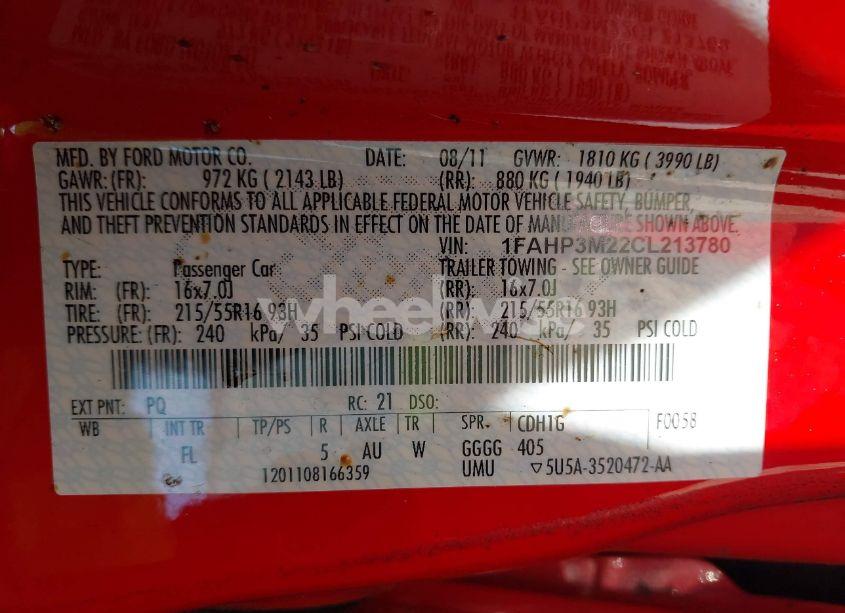 MFD. BY FORD MOTOR CO. DATE: 08/11 GVWR: 1810 KG ( 3990 LB)
GAWR: (FR): 972 KG ( 2143 LB) (RR): 880 KG ( 1940 LB)
THIS VEHICLE CONFORMS TO ALL APPLICABLE FEDERAL MOTOR VEHICLE SAFETY, BUMPER,
AND THEFT PREVENTION STANDARDS IN EFFECT ON THE DATE OF MANUFACTURE SHOWN ABOVE.
VIN: 1FAHP3M22CL213780
TYPE: Passenger Car TRAILER TOWING - SEE OWNER GUIDE
RIM: (FR): 16x7.0J (RR): 16x7.0J
TIRE: (FR): 215/55R16 93H (RR) 215/55R16 93H
PRESSURE: (FR): 240 kPa/ 35 PSI COLD (RR): 240 kPa/ 35 PSI COLD
EXT PNT: PQ RC: 21 DSO:
WB INT TR TP/PS R AXLE TR SPR CDH1G F0058
FL 5 AU W GGGG 405
1201108166359 UMU ▽5U5A-3520472-AA